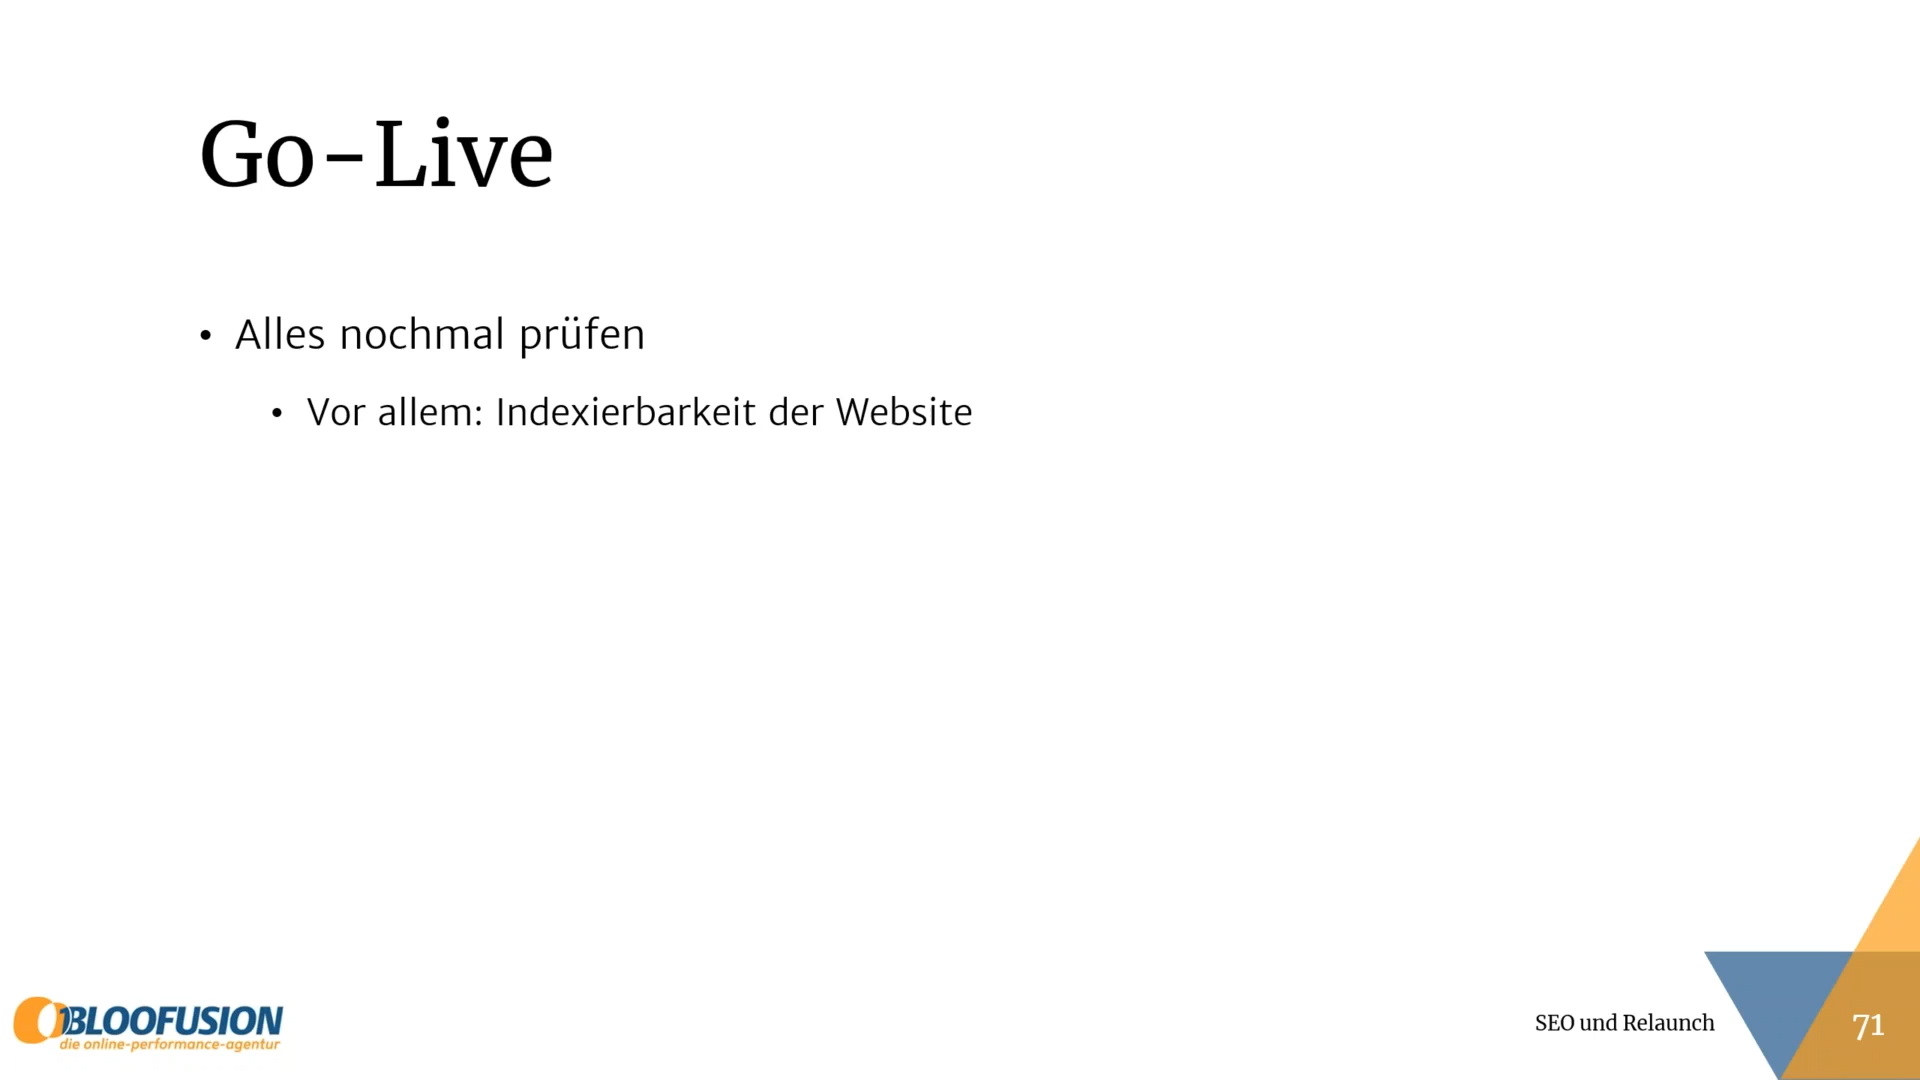 Go-Live
• Alles nochmal prüfen
• Vor allem: Indexierbarkeit der Website
BLOOFUSION
die online-performance-agentur
SEO und Relaunch
71